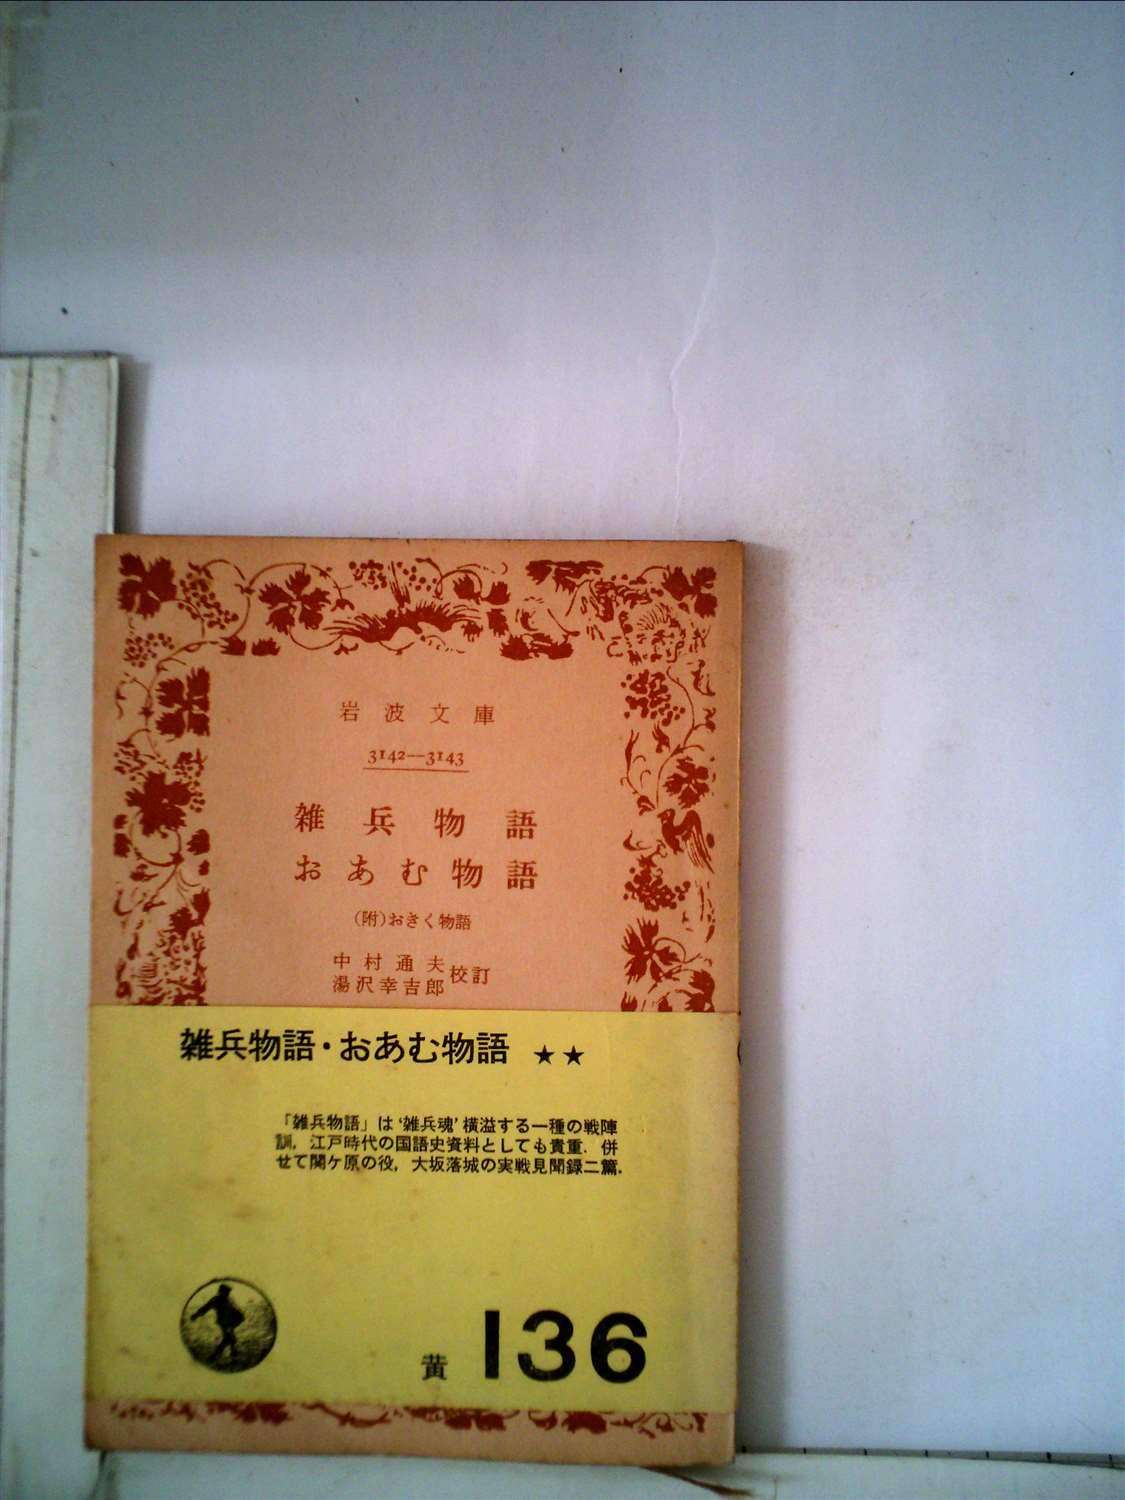 岩波文庫
3142—3143
雑兵物語
おあむ物語
(附)おきく物語
中村通夫
湯沢幸吉郎
校訂
雑兵物語・おあむ物語 ★★
「雑兵物語」は‘雑兵魂’横溢する一種の戦陣
訓．江戸時代の国語史資料としても貴重．併
せて関ケ原の役，大坂落城の実戦見聞録二篇．
黄 136